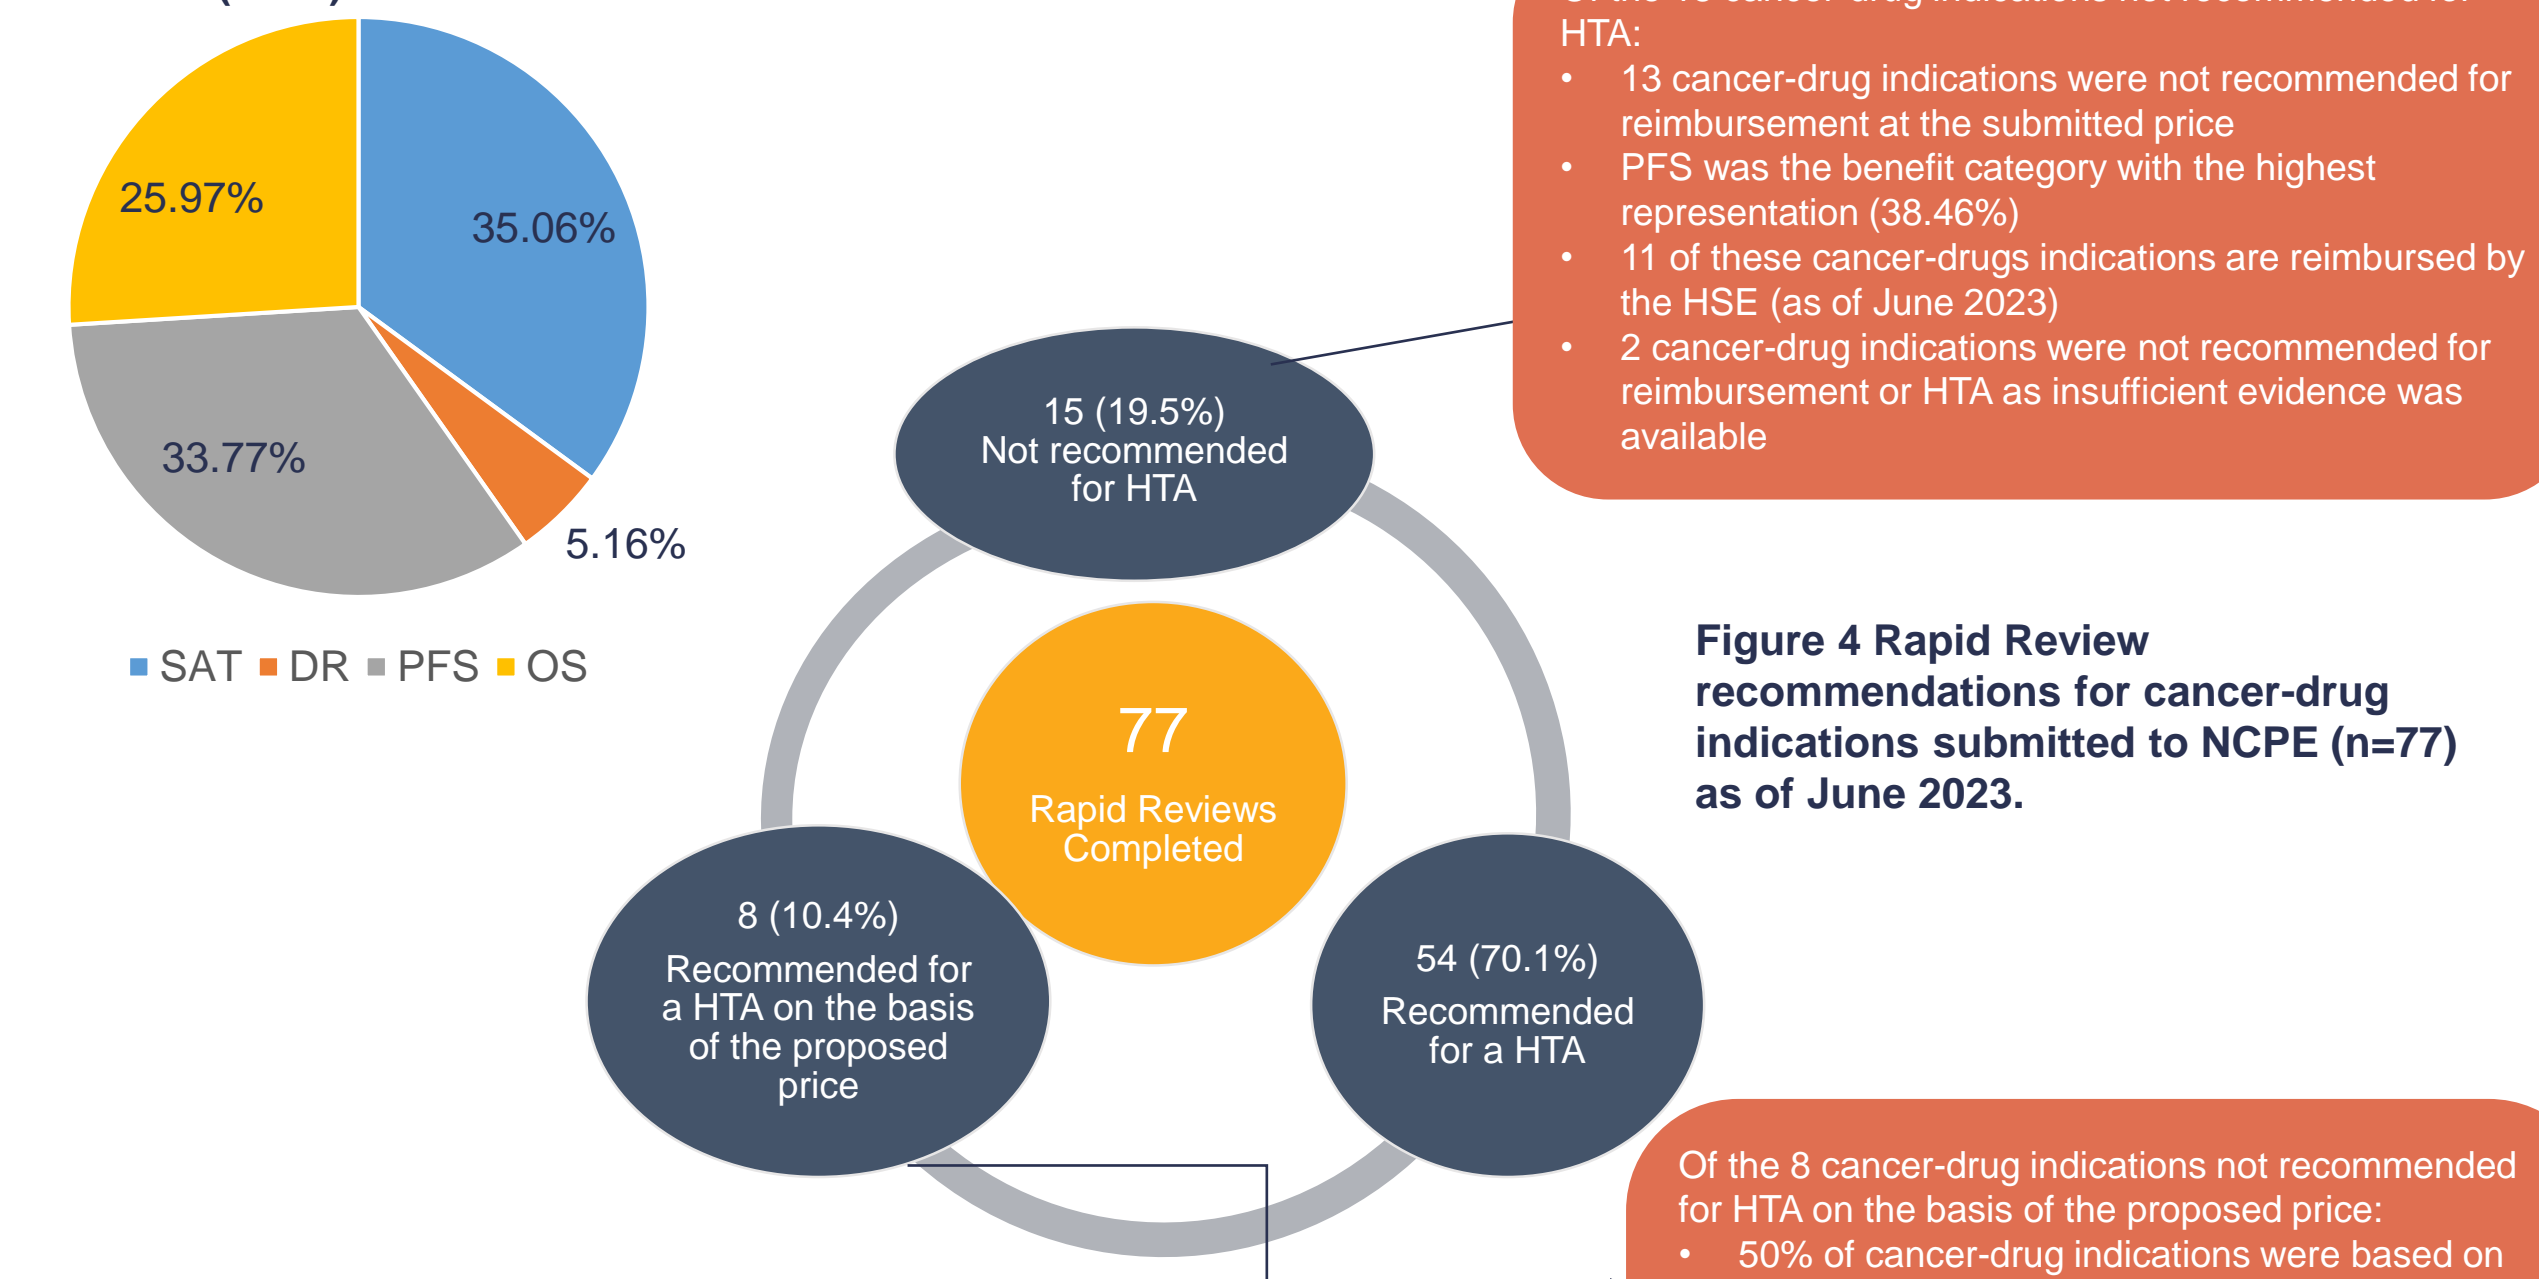 25.97%
35.06%
33.77%
5.16%
SAT DR PFS OS
HTA:
• 13 cancer-drug indications were not recommended for
reimbursement at the submitted price
• PFS was the benefit category with the highest
representation (38.46%)
• 11 of these cancer-drugs indications are reimbursed by
the HSE (as of June 2023)
• 2 cancer-drug indications were not recommended for
reimbursement or HTA as insufficient evidence was
available
15 (19.5%)
Not recommended
for HTA
77
Rapid Reviews
Completed
8 (10.4%)
Recommended for
a HTA on the basis
of the proposed
price
54 (70.1%)
Recommended
for a HTA
Figure 4 Rapid Review
recommendations for cancer-drug
indications submitted to NCPE (n=77)
as of June 2023.
Of the 8 cancer-drug indications not recommended
for HTA on the basis of the proposed price:
• 50% of cancer-drug indications were based on